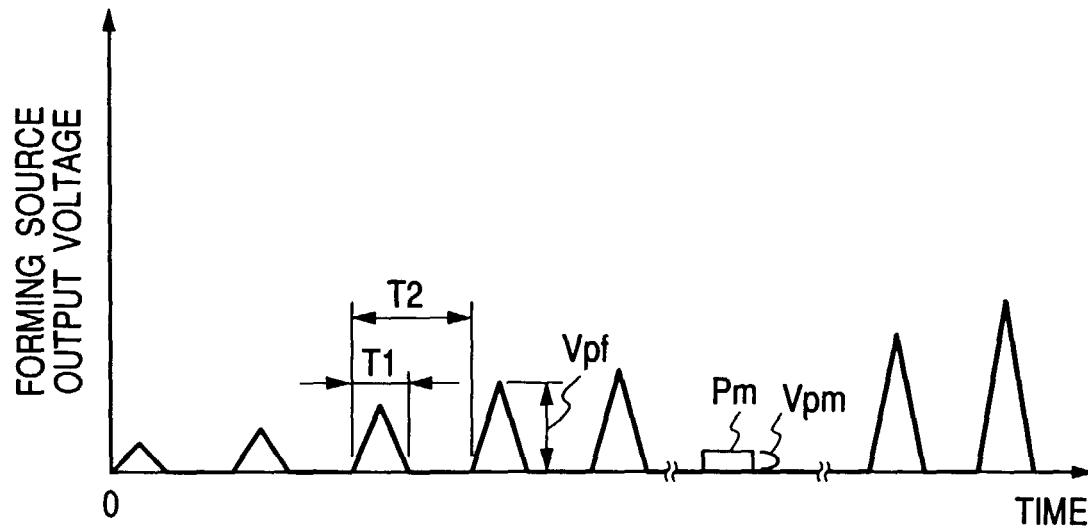 FORMING SOURCE
OUTPUT VOLTAGE
T2
T1
Vpf
Pm
Vpm
0
TIME